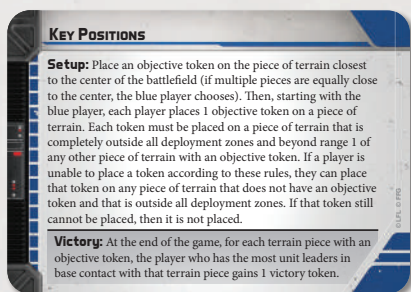 KEY POSITIONS
Setup: Place an objective token on the piece of terrain closest
to the center of the battlefield (if multiple pieces are equally close
to the center, the blue player chooses). Then, starting with the
blue player, each player places 1 objective token on a piece of
terrain. Each token must be placed on a piece of terrain that is
completely outside all deployment zones and beyond range 1 of
any other piece of terrain with an objective token. If a player is
unable to place a token according to these rules, they can place
that token on any piece of terrain that does not have an objective
token and that is outside all deployment zones. If that token still
cannot be placed, then it is not placed.
Victory: At the end of the game, for each terrain piece with an
objective token, the player who has the most unit leaders in
base contact with that terrain piece gains 1 victory token.
© LFL © FFG